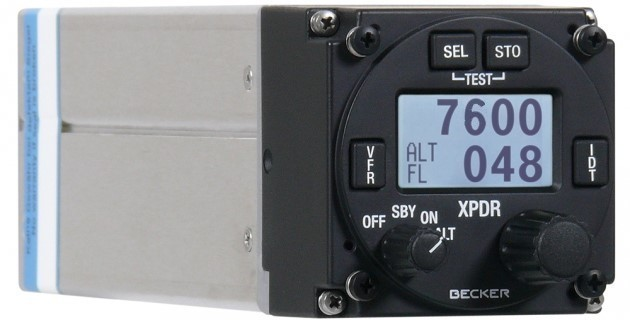 SEL STO
TEST
7600
ALT
FL 048
VFR
IDT
OFF SBY ON ALT
XPDR
BECKER